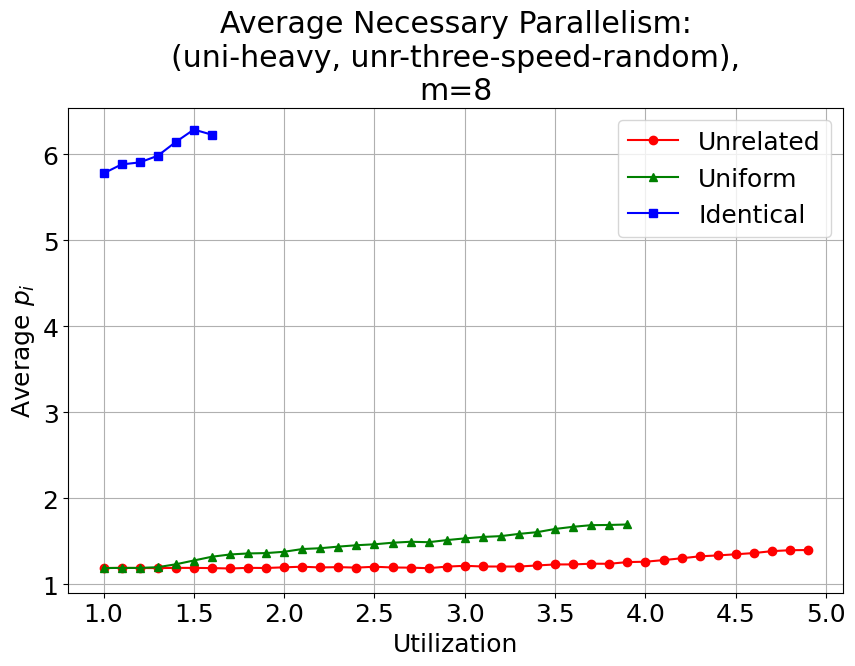 Average Necessary Parallelism:
(uni-heavy, unr-three-speed-random),
m=8
Unrelated
Uniform
Identical
Average $p_i$
6
5
4
3
2
1
1.0 1.5 2.0 2.5 3.0 3.5 4.0 4.5 5.0
Utilization